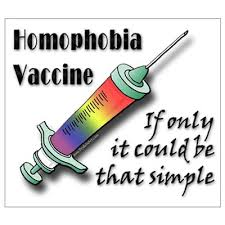 Homophobia
Vaccine
If only
it could be
that simple